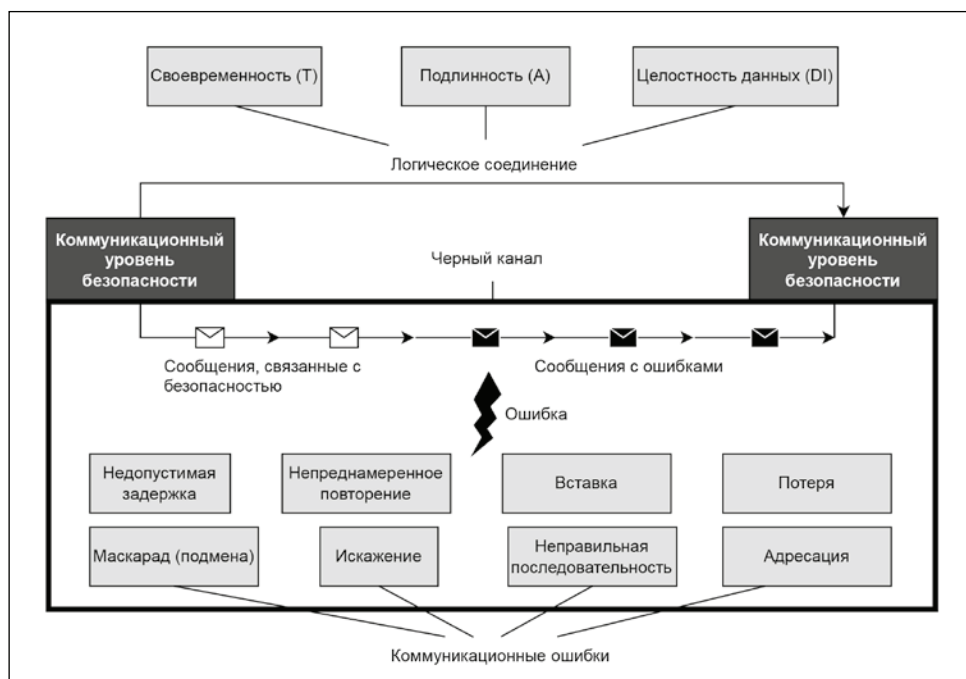 Своевременность (T)
Подлинность (A)
Целостность данных (DI)
Логическое соединение
Коммуникационный
уровень
безопасности
Черный канал
Коммуникационный
уровень
безопасности
Сообщения, связанные с
безопасностью
Сообщения с ошибками
Ошибка
Недопустимая
задержка
Непреднамеренное
повторение
Вставка
Потеря
Маскарад (подмена)
Искажение
Неправильная
последовательность
Адресация
Коммуникационные ошибки